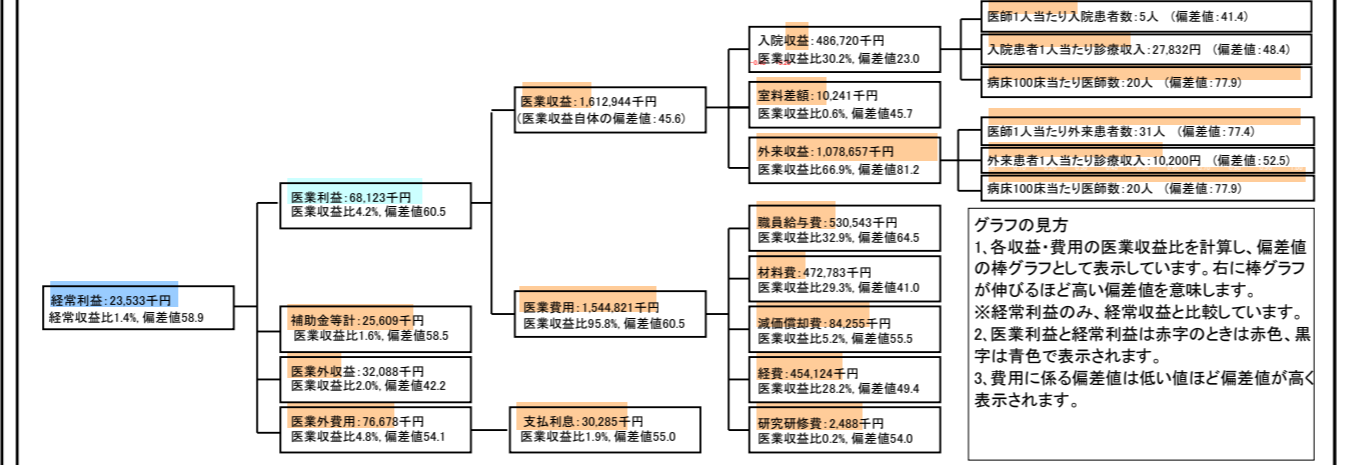 医師1人当たり入院患者数:5人 (偏差値:41.4)
入院収益:486,720千円
医業収益比30.2%, 偏差値23.0
入院患者1人当たり診療収入:27,832円 (偏差値:48.4)
病床100床当たり医師数:20人 (偏差値:77.9)
医業収益:1,612,944千円
(医業収益自体の偏差値:45.6)
室料差額:10,241千円
医業収益比0.6%, 偏差値45.7
医師1人当たり外来患者数:31人 (偏差値:77.4)
外来収益:1,078,657千円
医業収益比66.9%, 偏差値81.2
外来患者1人当たり診療収入:10,200円 (偏差値:52.5)
病床100床当たり医師数:20人 (偏差値:77.9)
医業利益:68,123千円
医業収益比4.2%, 偏差値60.5
職員給与費:530,543千円
医業収益比32.9%, 偏差値64.5
材料費:472,783千円
医業収益比29.3%, 偏差値41.0
経常利益:23,533千円
経常収益比1.4%, 偏差値58.9
医業費用:1,544,821千円
医業収益比95.8%, 偏差値60.5
補助金等計:25,609千円
医業収益比1.6%, 偏差値58.5
減価償却費:84,255千円
医業収益比5.2%, 偏差値55.5
医業外収益:32,088千円
医業収益比2.0%, 偏差値42.2
経費:454,124千円
医業収益比28.2%, 偏差値49.4
医業外費用:76,678千円
医業収益比4.8%, 偏差値54.1
支払利息:30,285千円
医業収益比1.9%, 偏差値55.0
研究研修費:2,488千円
医業収益比0.2%, 偏差値54.0
グラフの見方
1、各収益・費用の医業収益比を計算し、偏差値
の棒グラフとして表示しています。右に棒グラフ
が伸びるほど高い偏差値を意味します。
※経常利益のみ、経常収益と比較しています。
2、医業利益と経常利益は赤字のときは赤色、黒
字は青色で表示されます。
3、費用に係る偏差値は低い値ほど偏差値が高く
表示されます。